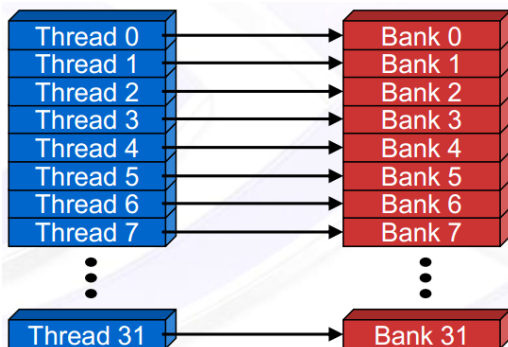 Thread 0 Bank 0
Thread 1 Bank 1
Thread 2 Bank 2
Thread 3 Bank 3
Thread 4 Bank 4
Thread 5 Bank 5
Thread 6 Bank 6
Thread 7 Bank 7
Thread 31 Bank 31